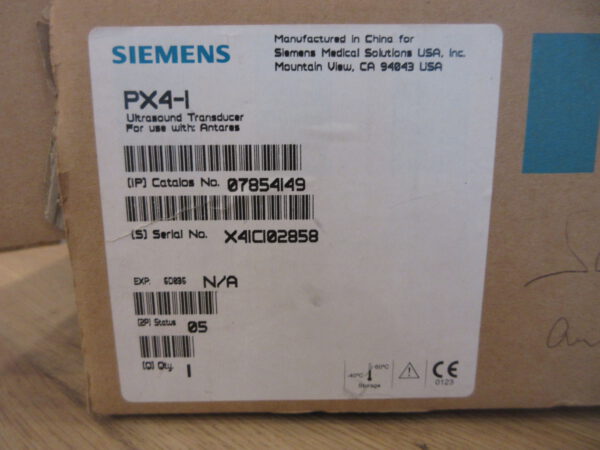 SIEMENS
Manufactured in China for
Siemens Medical Solutions USA, Inc.
Mountain View, CA 94043 USA
PX4-1
Ultrasound Transducer
For use with: Antares
(1P) Catalog No. 07854149
(S) Serial No. X41C102858
EXP: N/A
(2P) Status 05
(Q) Qty. 1
-40°C
+60°C
Storage
CE
0123